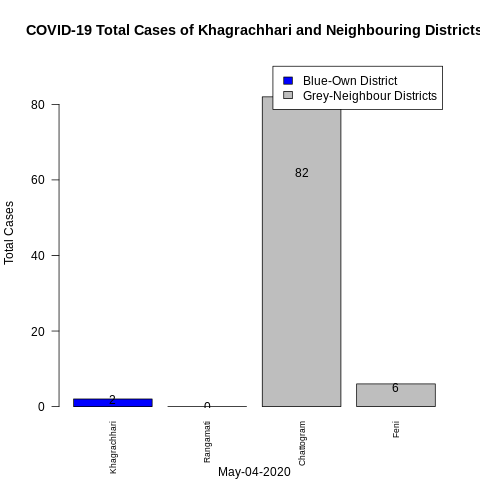 COVID-19 Total Cases of Khagrachhari and Neighbouring Districts
Blue-Own District
Grey-Neighbour Districts
Total Cases
80
60
40
20
0
82
2
0
6
Khagrachhari
Rangamati
Chattogram
Feni
May-04-2020